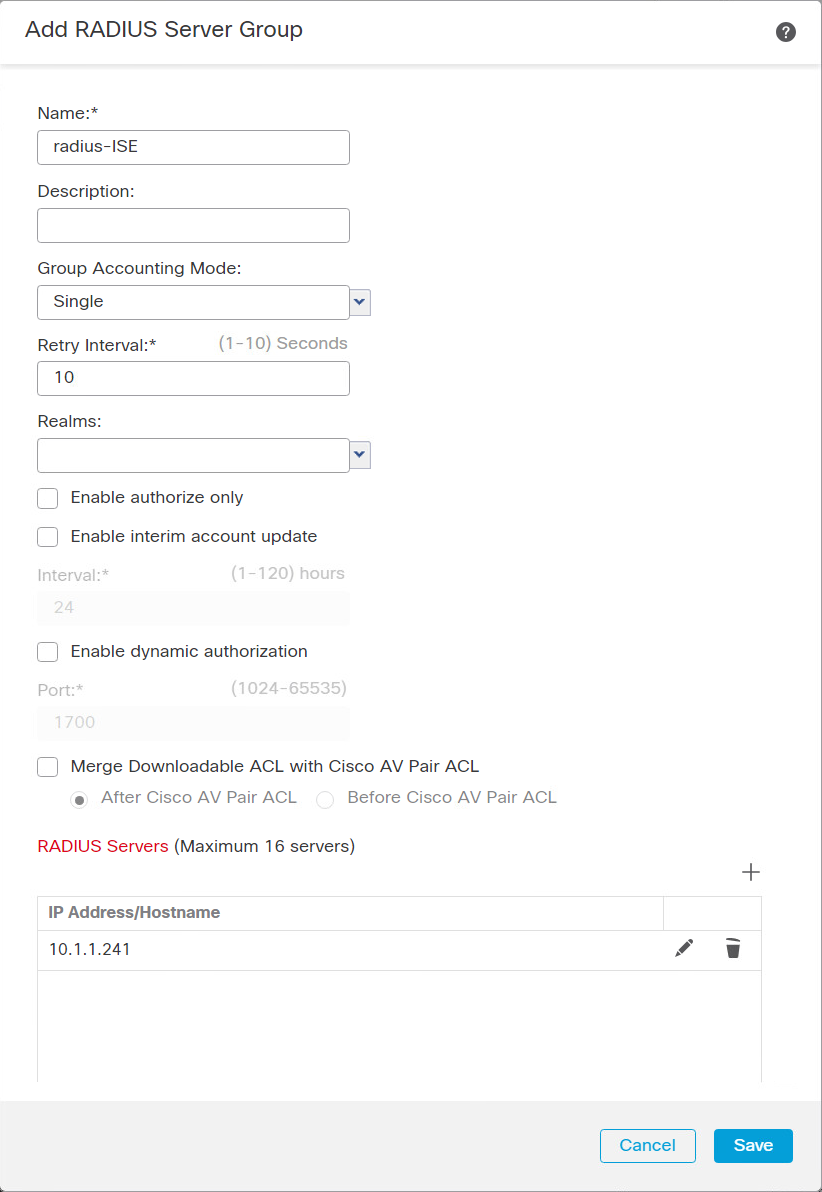 Add RADIUS Server Group
?
Name:*
radius-ISE
Description:
Group Accounting Mode:
Single
Retry Interval:* (1-10) Seconds
10
Realms:
Enable authorize only
Enable interim account update
Interval:* (1-120) hours
24
Enable dynamic authorization
Port:* (1024-65535)
1700
Merge Downloadable ACL with Cisco AV Pair ACL
After Cisco AV Pair ACL Before Cisco AV Pair ACL
RADIUS Servers (Maximum 16 servers)
IP Address/Hostname
10.1.1.241
Cancel Save